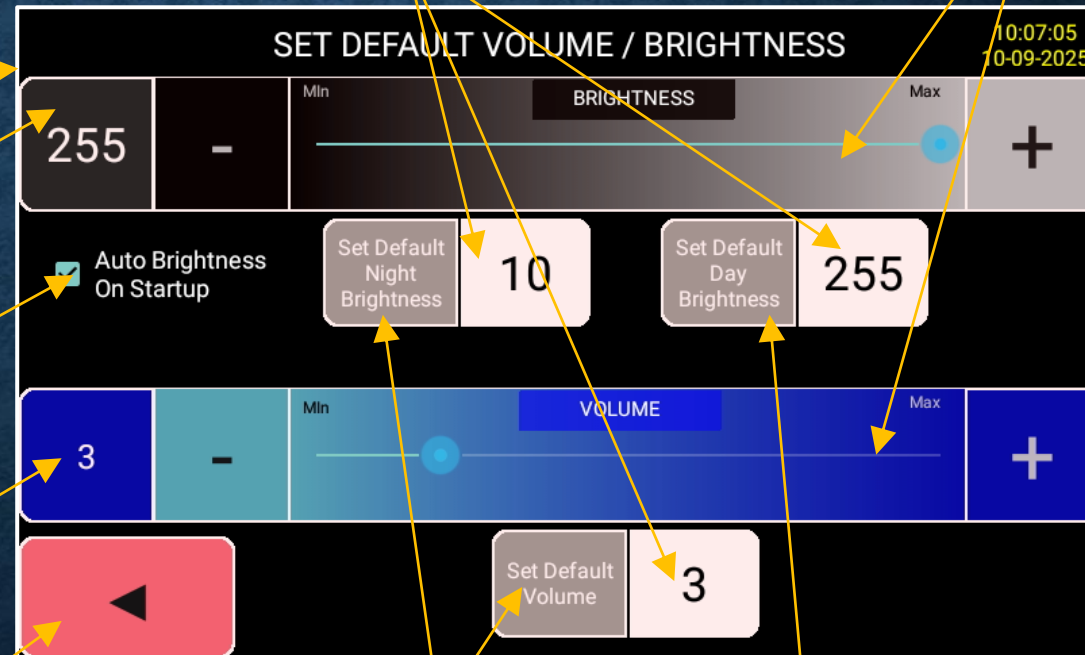 SET DEFAULT VOLUME / BRIGHTNESS
10:07:05
10-09-2025
255
-
MIn
BRIGHTNESS
Max
+
Auto Brightness
On Startup
Set Default
Night
Brightness
10
Set Default
Day
Brightness
255
3
-
MIn
VOLUME
Max
+
Set Default
Volume
3